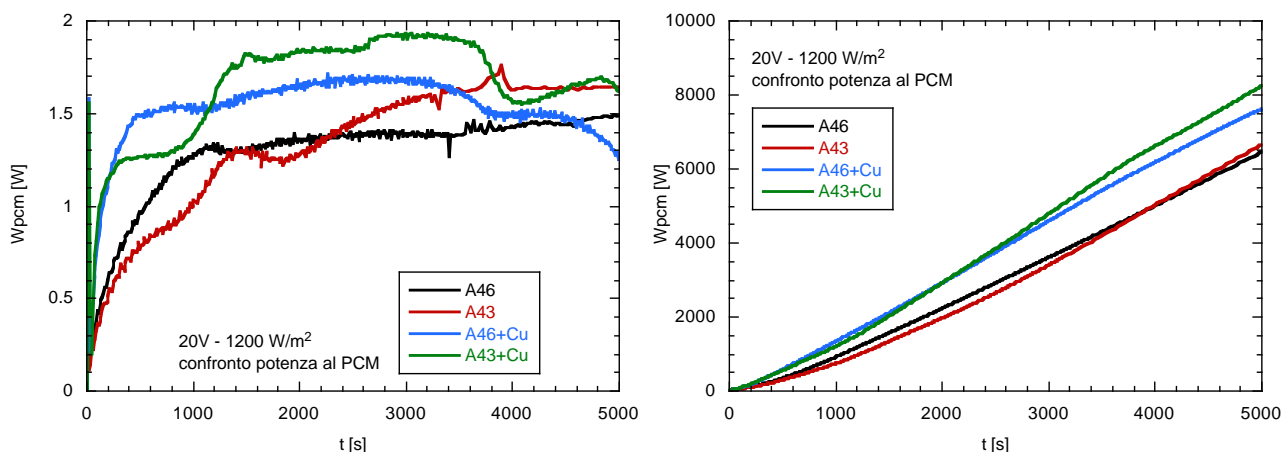 2
1.5
1
0.5
0
Wpcm [W]
A46
A43
A46+Cu
A43+Cu
20V - 1200 W/m²
confronto potenza al PCM
0 1000 2000 3000 4000 5000
t [s]
10000
8000
6000
4000
2000
0
Wpcm [W]
20V - 1200 W/m²
confronto potenza al PCM
A46
A43
A46+Cu
A43+Cu
0 1000 2000 3000 4000 5000
t [s]